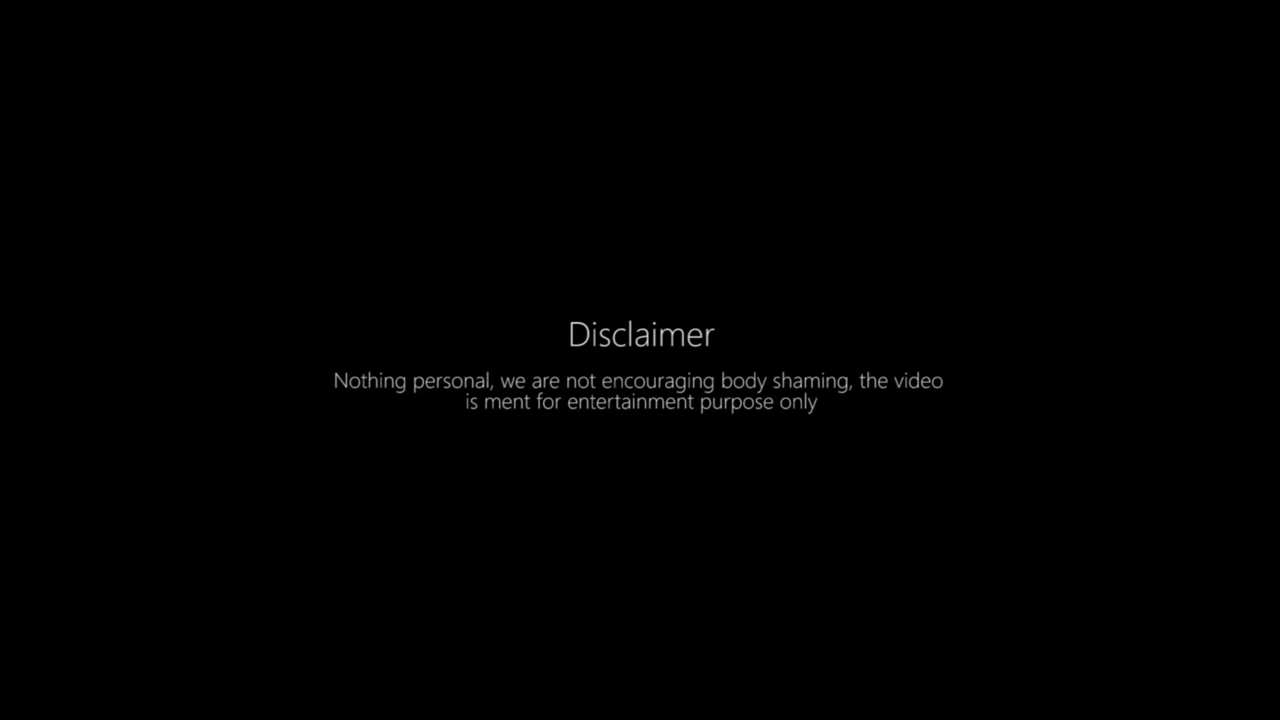 Disclaimer
Nothing personal, we are not encouraging body shaming, the video
is ment for entertainment purpose only